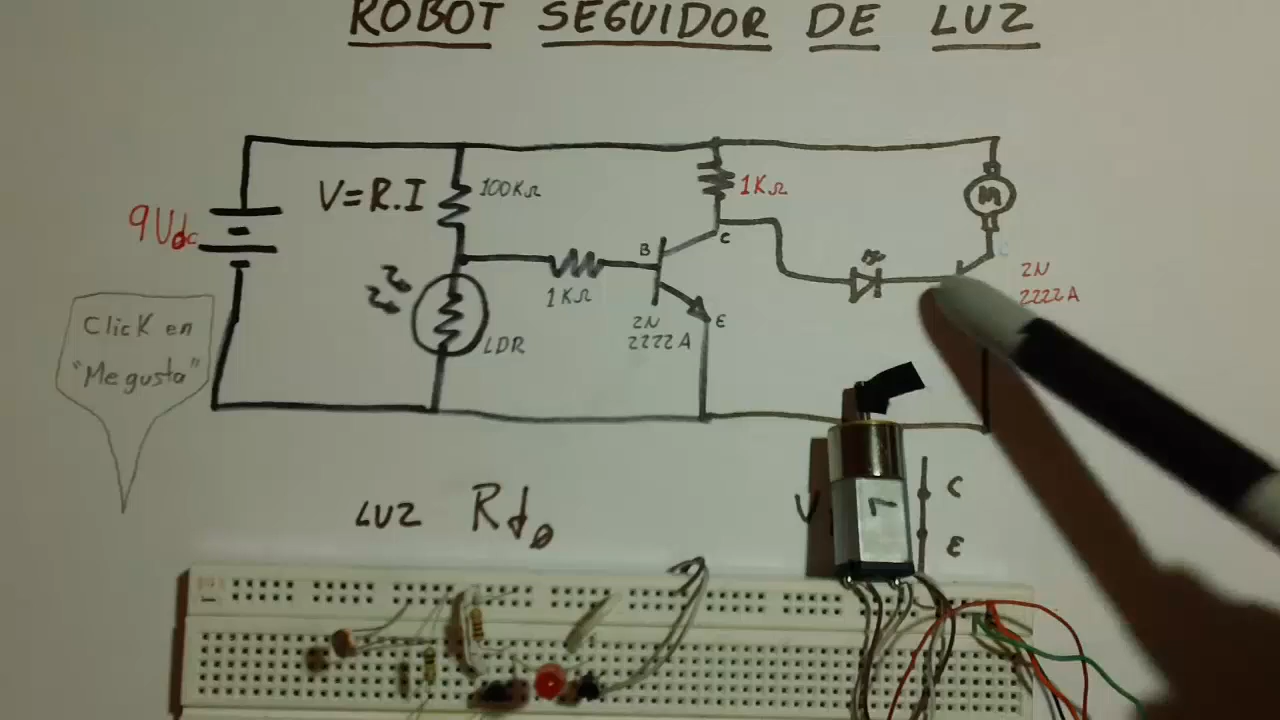 ROBOT SEGUIDOR DE LUZ
V=R.I
100KΩ
1KΩ
9Vdc
B
C
M
C
1KΩ
2N
2222A
E
2N
2222A
LDR
Click en
"Me gusta"
LUZ
C
E